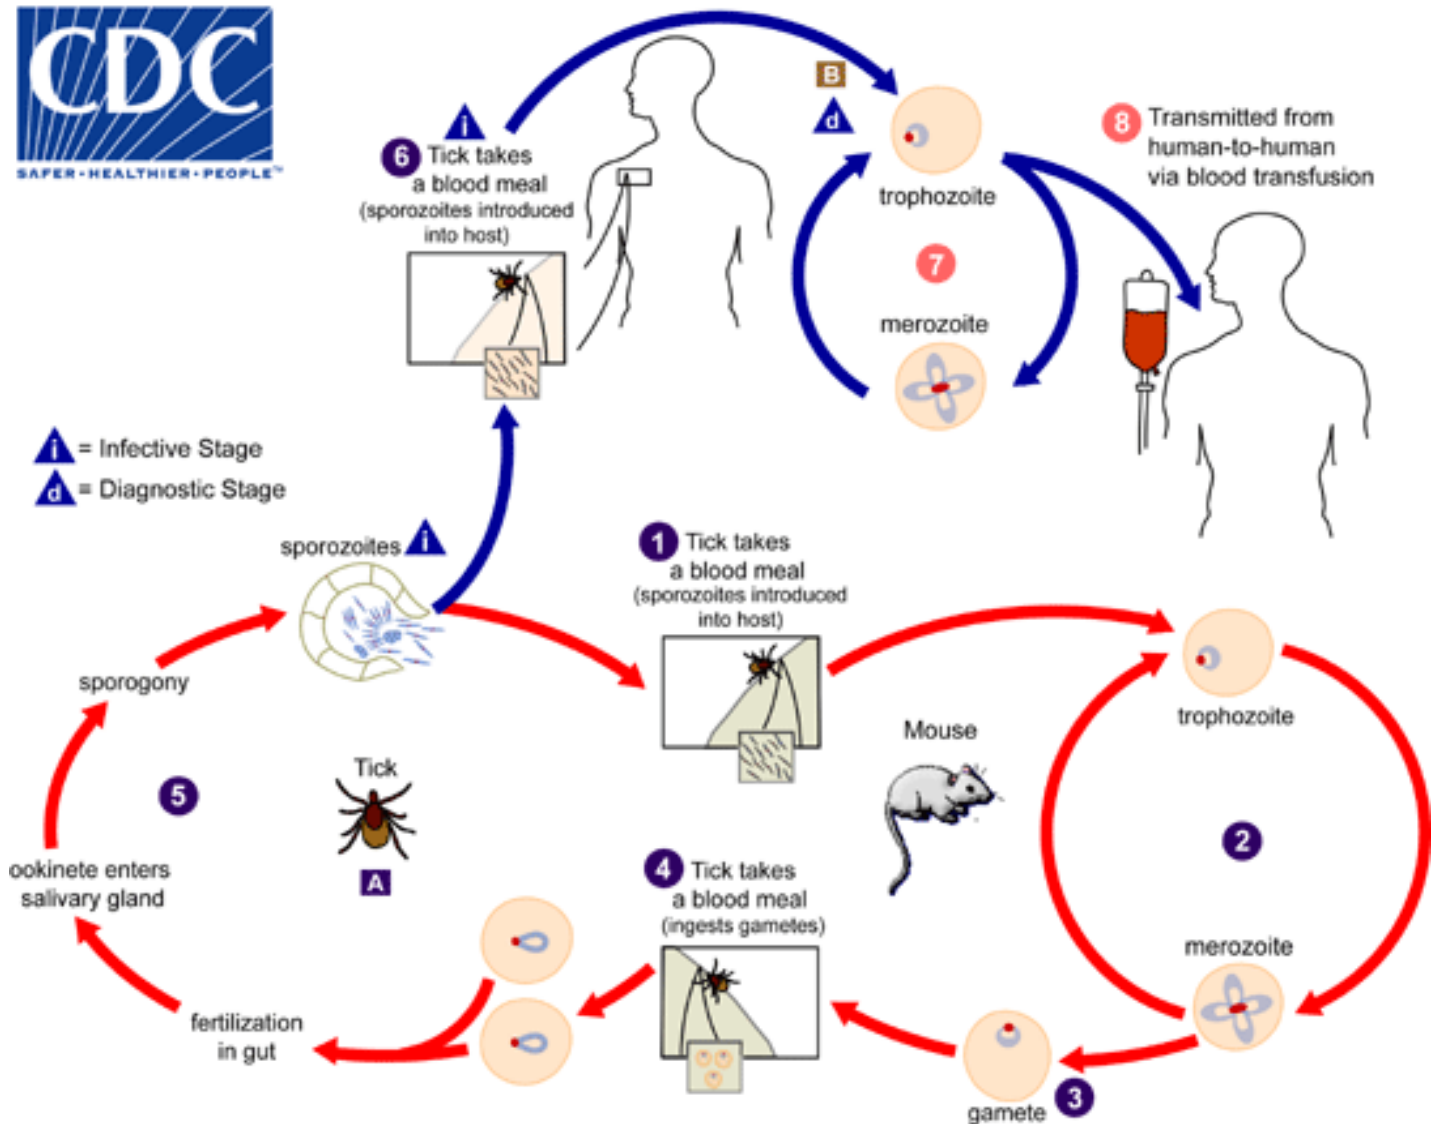 CDC
SAFER•HEALTHIER•PEOPLE™
i
6 Tick takes
a blood meal
(sporozoites introduced
into host)
B
d
trophozoite
7
merozoite
8 Transmitted from
human-to-human
via blood transfusion
i = Infective Stage
d = Diagnostic Stage
sporozoites i
1 Tick takes
a blood meal
(sporozoites introduced
into host)
trophozoite
sporogony
Mouse
Tick
5
A
2
ookinete enters
salivary gland
4 Tick takes
a blood meal
(ingests gametes)
merozoite
fertilization
in gut
gamete 3